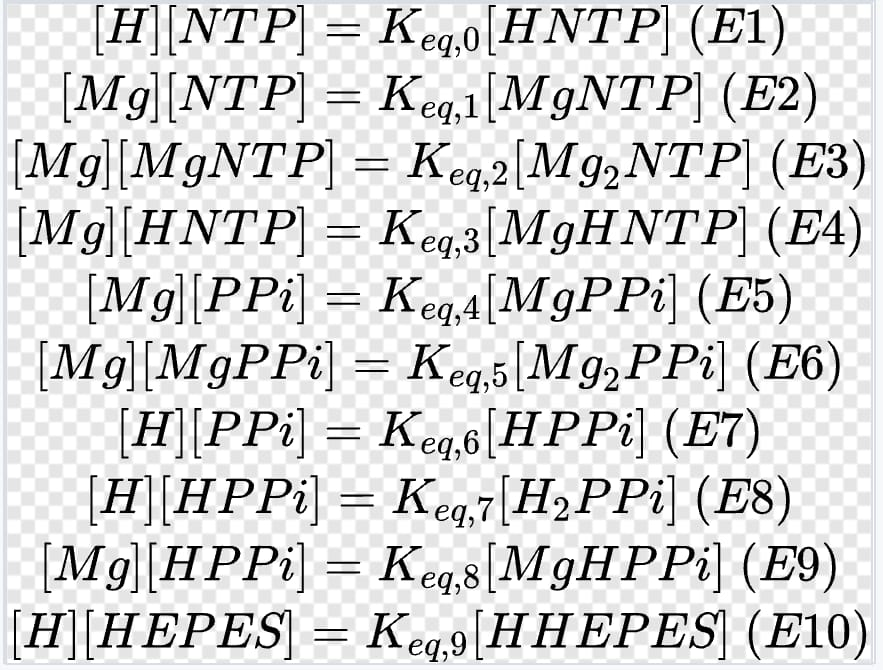 [H][NTP] = K_{eq,0}[HNTP] (E1)
[Mg][NTP] = K_{eq,1}[MgNTP] (E2)
[Mg][MgNTP] = K_{eq,2}[Mg_2NTP] (E3)
[Mg][HNTP] = K_{eq,3}[MgHNTP] (E4)
[Mg][PPi] = K_{eq,4}[MgPPi] (E5)
[Mg][MgPPi] = K_{eq,5}[Mg_2PPi] (E6)
[H][PPi] = K_{eq,6}[HPPi] (E7)
[H][HPPi] = K_{eq,7}[H_2PPi] (E8)
[Mg][HPPi] = K_{eq,8}[MgHPPi] (E9)
[H][HEPES] = K_{eq,9}[HHEPES] (E10)